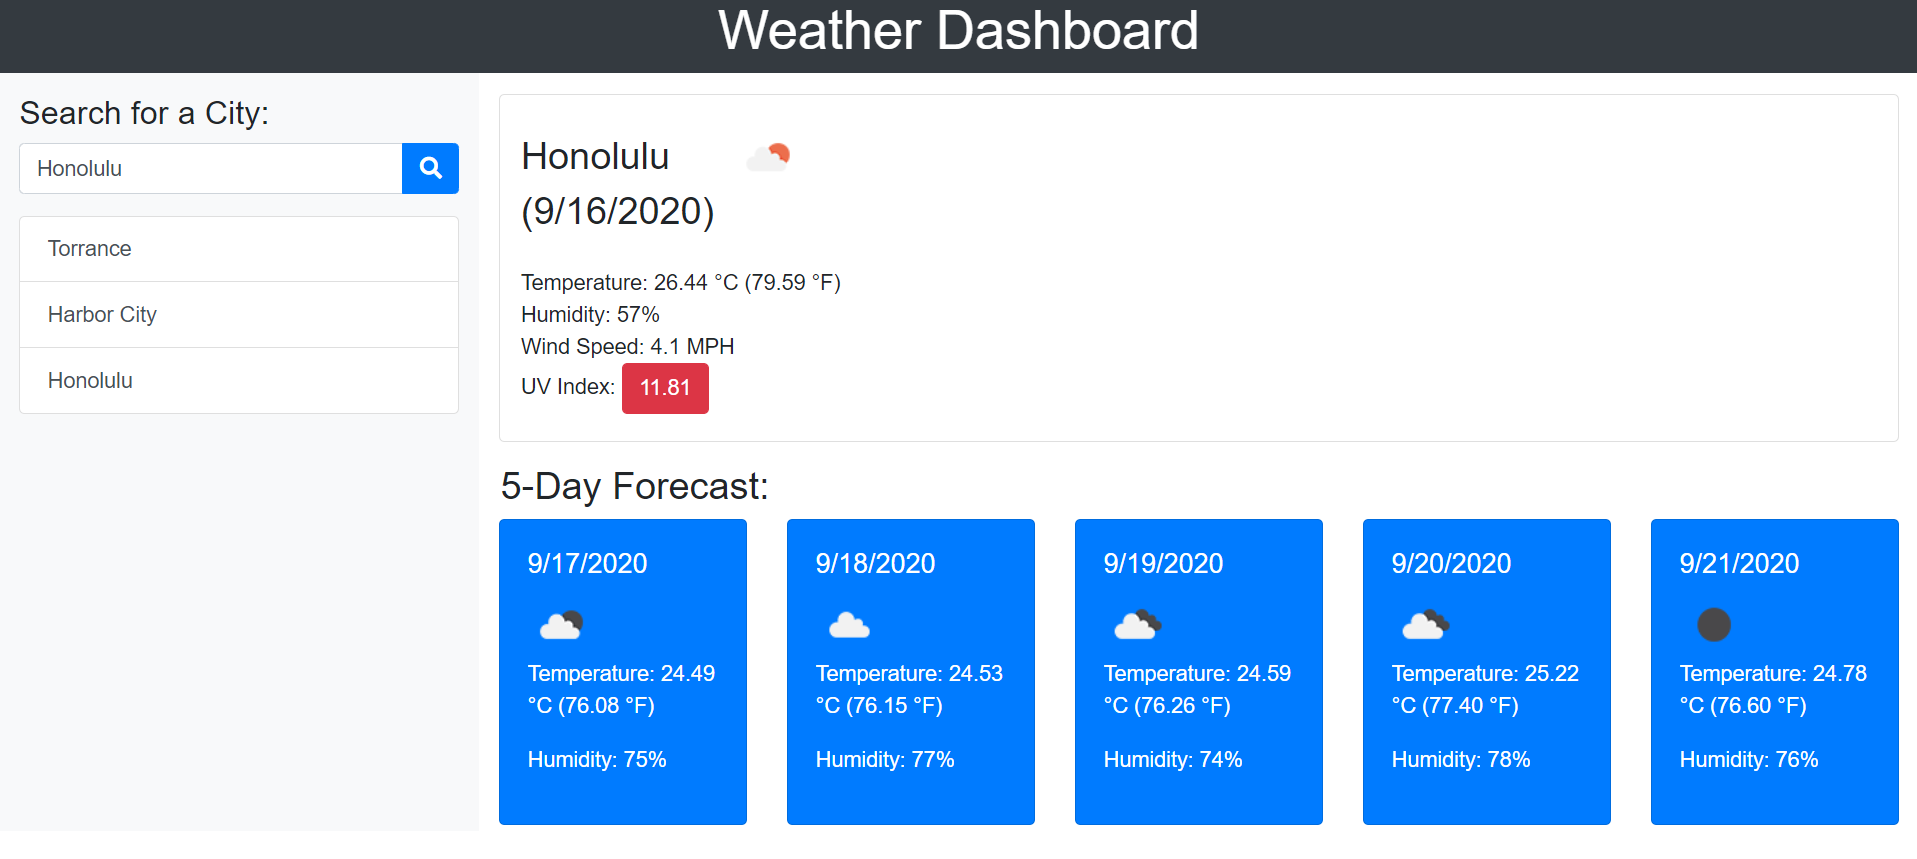 Weather Dashboard
Search for a City:
Honolulu
Torrance
Harbor City
Honolulu
Honolulu
(9/16/2020)
Temperature: 26.44 °C (79.59 °F)
Humidity: 57%
Wind Speed: 4.1 MPH
UV Index: 11.81
5-Day Forecast:
9/17/2020
Temperature: 24.49
°C (76.08 °F)
Humidity: 75%
9/18/2020
Temperature: 24.53
°C (76.15 °F)
Humidity: 77%
9/19/2020
Temperature: 24.59
°C (76.26 °F)
Humidity: 74%
9/20/2020
Temperature: 25.22
°C (77.40 °F)
Humidity: 78%
9/21/2020
Temperature: 24.78
°C (76.60 °F)
Humidity: 76%